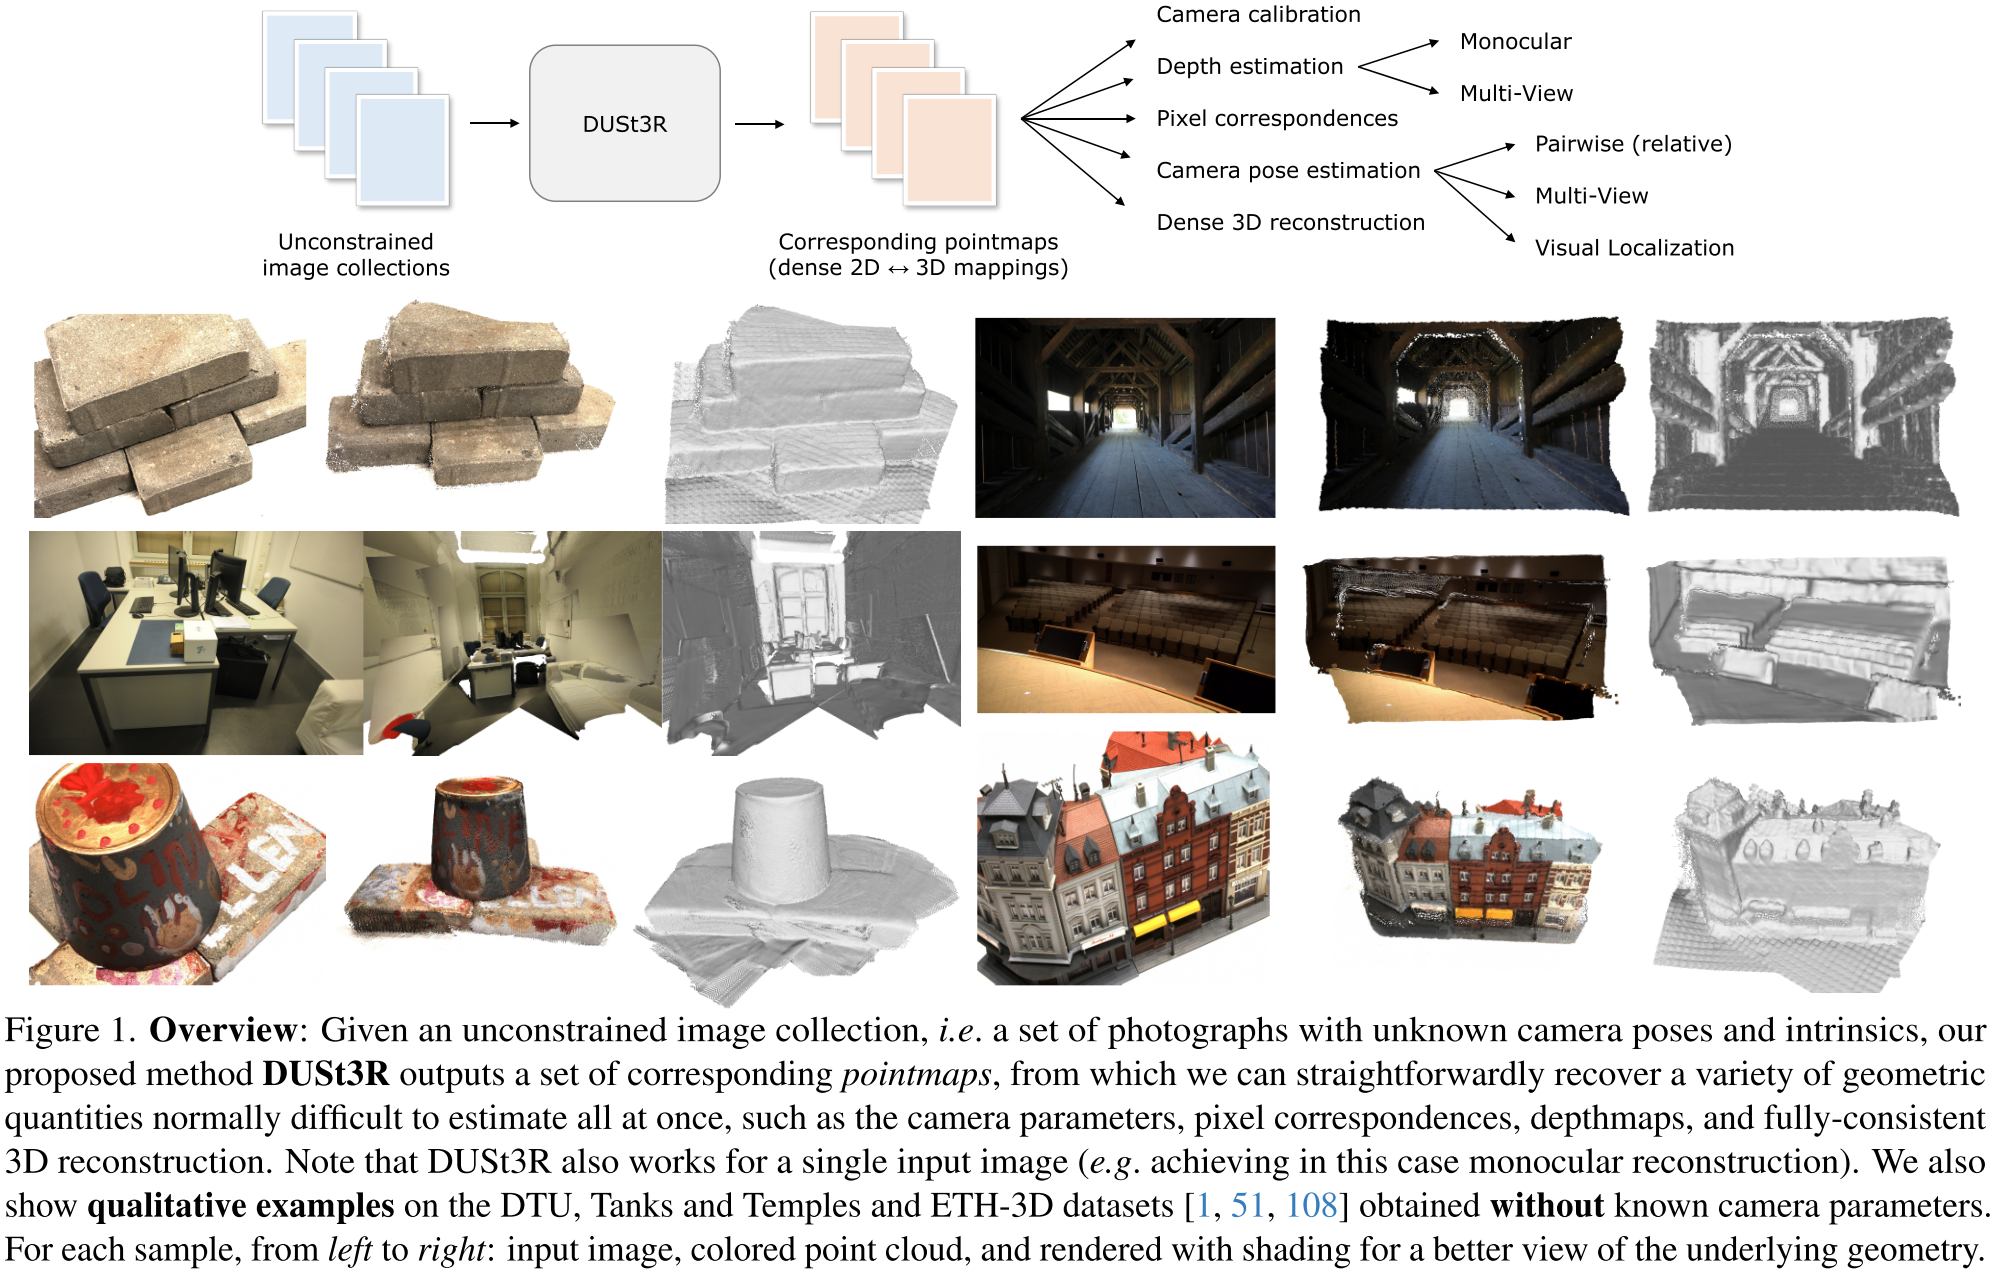 Camera calibration
Depth estimation
Monocular
Multi-View
DUSt3R
Pixel correspondences
Camera pose estimation
Pairwise (relative)
Multi-View
Visual Localization
Dense 3D reconstruction
Unconstrained
image collections
Corresponding pointmaps
(dense 2D ↔ 3D mappings)
LLEN
LLEN
Figure 1. Overview: Given an unconstrained image collection, i.e. a set of photographs with unknown camera poses and intrinsics, our
proposed method DUSt3R outputs a set of corresponding pointmaps, from which we can straightforwardly recover a variety of geometric
quantities normally difficult to estimate all at once, such as the camera parameters, pixel correspondences, depthmaps, and fully-consistent
3D reconstruction. Note that DUSt3R also works for a single input image (e.g. achieving in this case monocular reconstruction). We also
show qualitative examples on the DTU, Tanks and Temples and ETH-3D datasets [1, 51, 108] obtained without known camera parameters.
For each sample, from left to right: input image, colored point cloud, and rendered with shading for a better view of the underlying geometry.